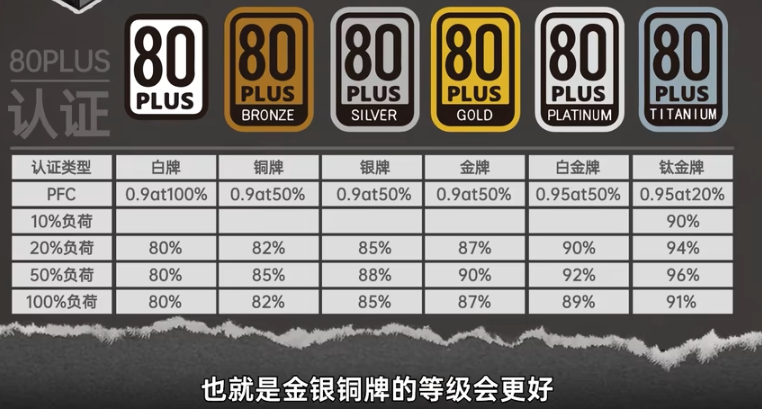 80PLUS
认证
80
PLUS
80
PLUS
BRONZE
80
PLUS
SILVER
80
PLUS
GOLD
80
PLUS
PLATINUM
80
PLUS
TITANIUM
认证类型 白牌 铜牌 银牌 金牌 白金牌 钛金牌
PFC 0.9at100% 0.9at50% 0.9at50% 0.9at50% 0.95at50% 0.95at20%
10%负荷 90%
20%负荷 80% 82% 85% 87% 90% 94%
50%负荷 80% 85% 88% 90% 92% 96%
100%负荷 80% 82% 85% 87% 89% 91%
也就是金银铜牌的等级会更好